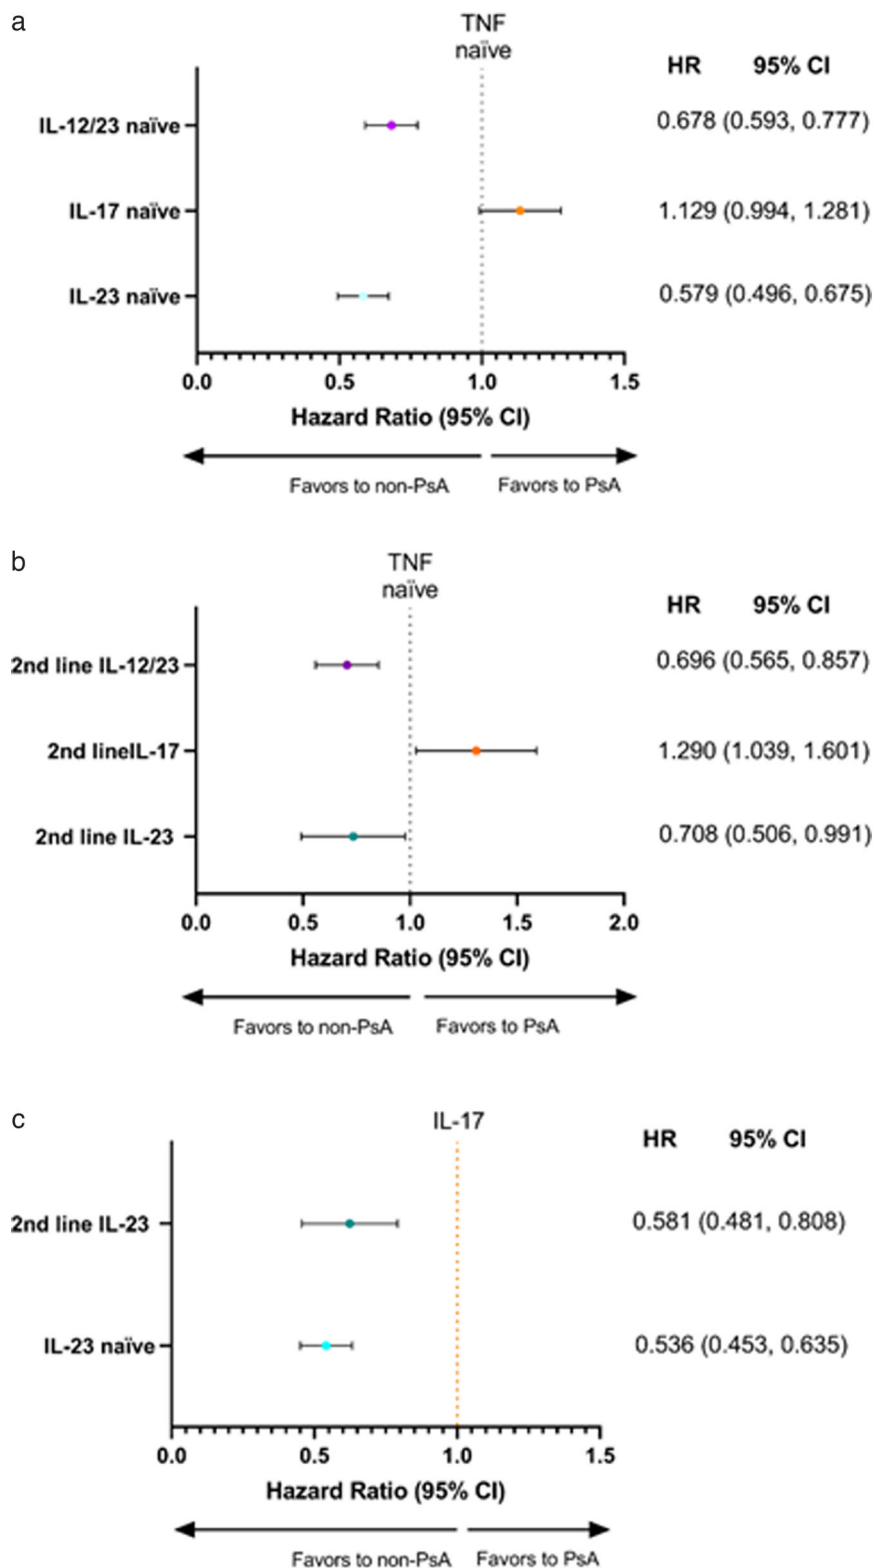 a
TNF
naïve
HR 95% CI
IL-12/23 naïve 0.678 (0.593, 0.777)
IL-17 naïve 1.129 (0.994, 1.281)
IL-23 naïve 0.579 (0.496, 0.675)
0.0 0.5 1.0 1.5
Hazard Ratio (95% CI)
Favors to non-PsA Favors to PsA
b
TNF
naïve
HR 95% CI
2nd line IL-12/23 0.696 (0.565, 0.857)
2nd lineIL-17 1.290 (1.039, 1.601)
2nd line IL-23 0.708 (0.506, 0.991)
0.0 0.5 1.0 1.5 2.0
Hazard Ratio (95% CI)
Favors to non-PsA Favors to PsA
c
IL-17
HR 95% CI
2nd line IL-23 0.581 (0.481, 0.808)
IL-23 naïve 0.536 (0.453, 0.635)
0.0 0.5 1.0 1.5
Hazard Ratio (95% CI)
Favors to non-PsA Favors to PsA